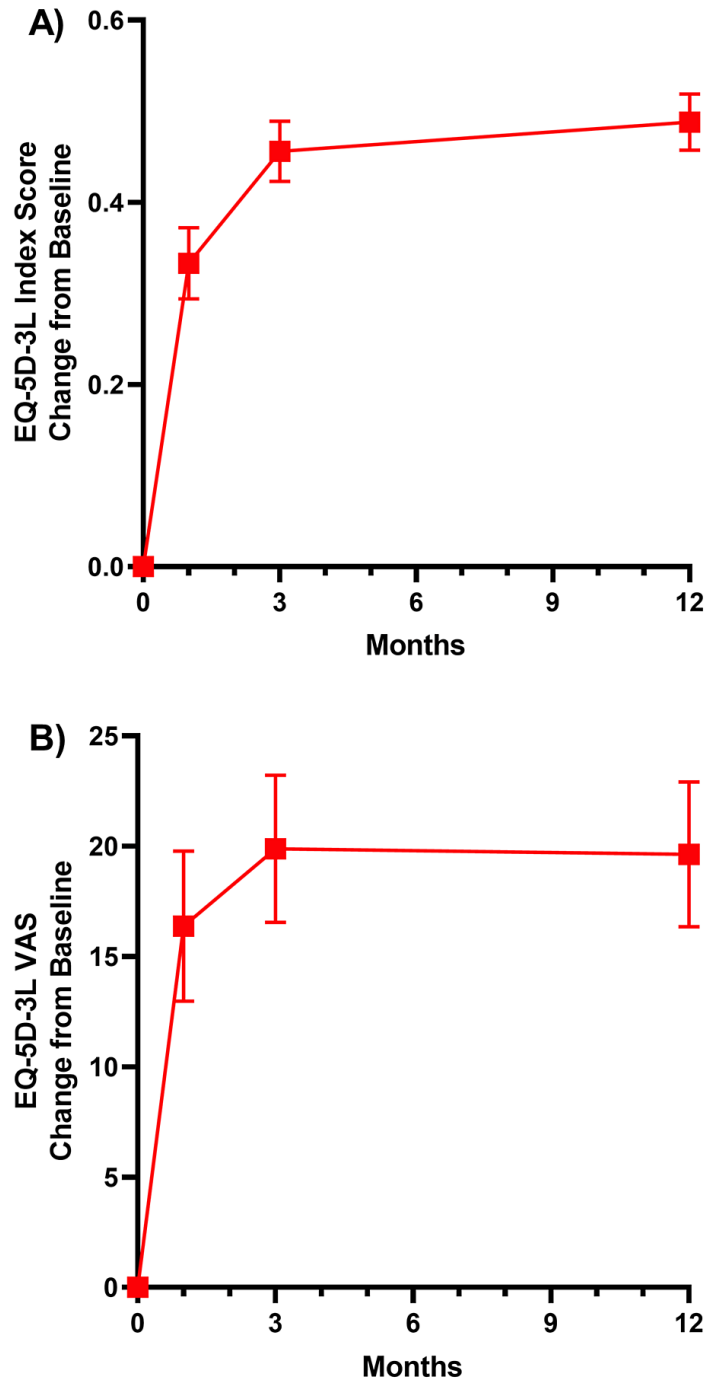 A)
EQ-5D-3L Index Score
Change from Baseline
0.6
0.4
0.2
0.0
0 3 6 9 12
Months
B)
EQ-5D-3L VAS
Change from Baseline
25
20
15
10
5
0
0 3 6 9 12
Months